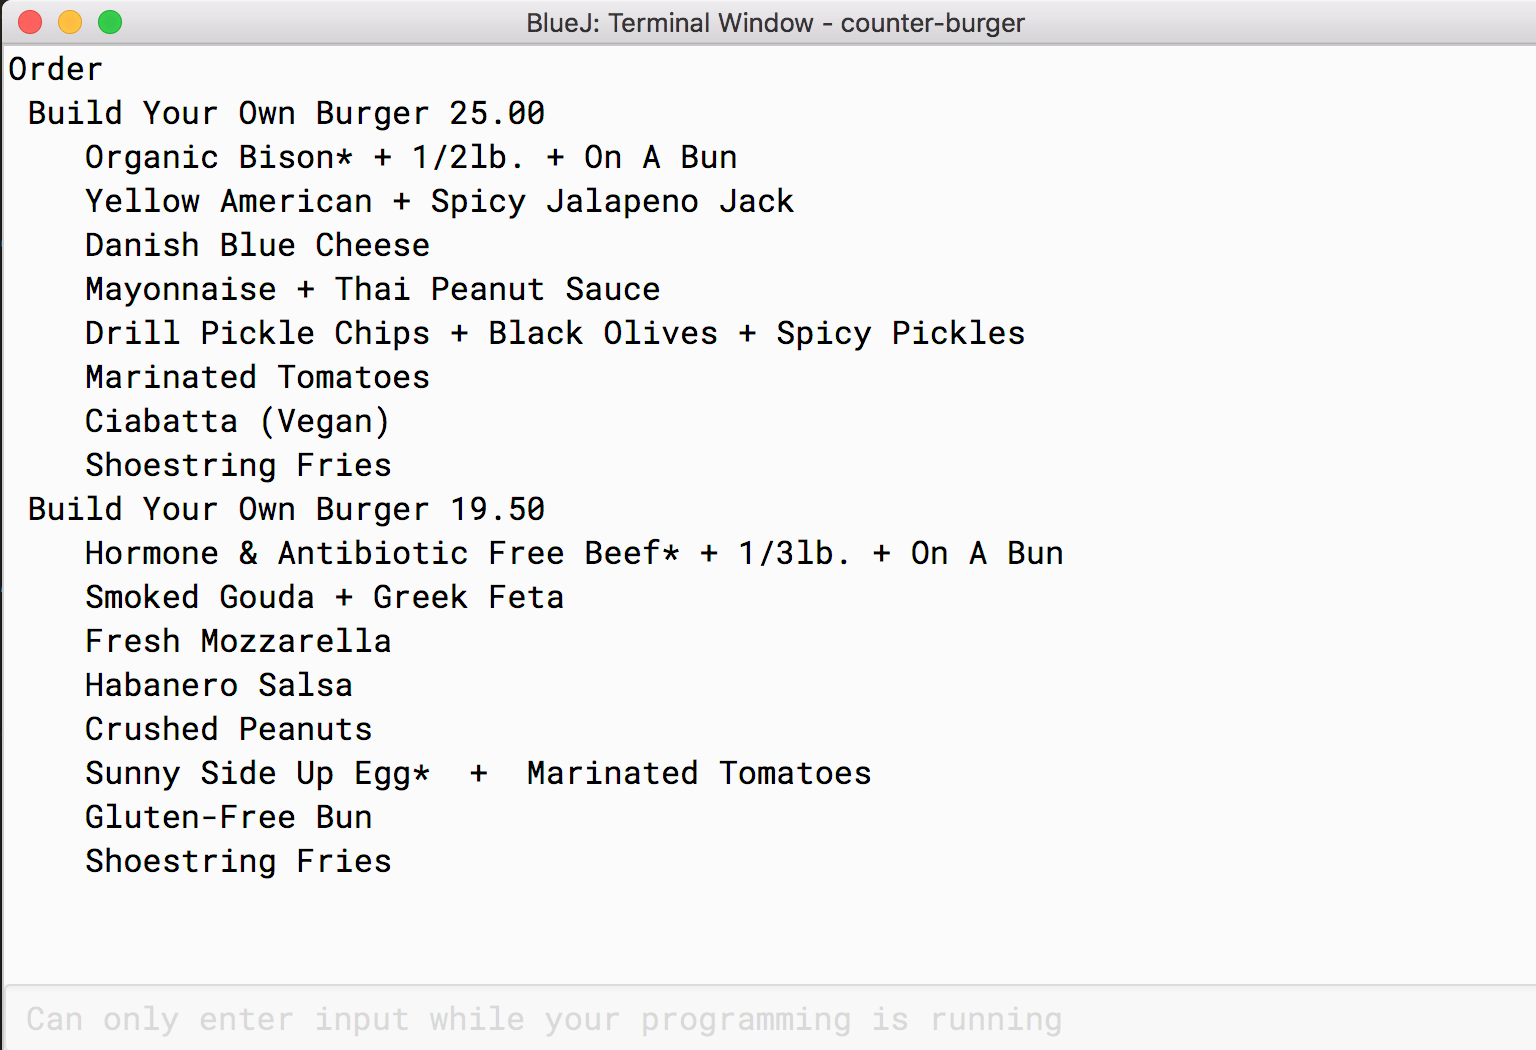 BlueJ: Terminal Window - counter-burger
Order
Build Your Own Burger 25.00
Organic Bison* + 1/2lb. + On A Bun
Yellow American + Spicy Jalapeno Jack
Danish Blue Cheese
Mayonnaise + Thai Peanut Sauce
Drill Pickle Chips + Black Olives + Spicy Pickles
Marinated Tomatoes
Ciabatta (Vegan)
Shoestring Fries
Build Your Own Burger 19.50
Hormone & Antibiotic Free Beef* + 1/3lb. + On A Bun
Smoked Gouda + Greek Feta
Fresh Mozzarella
Habanero Salsa
Crushed Peanuts
Sunny Side Up Egg*  +  Marinated Tomatoes
Gluten-Free Bun
Shoestring Fries
Can only enter input while your programming is running